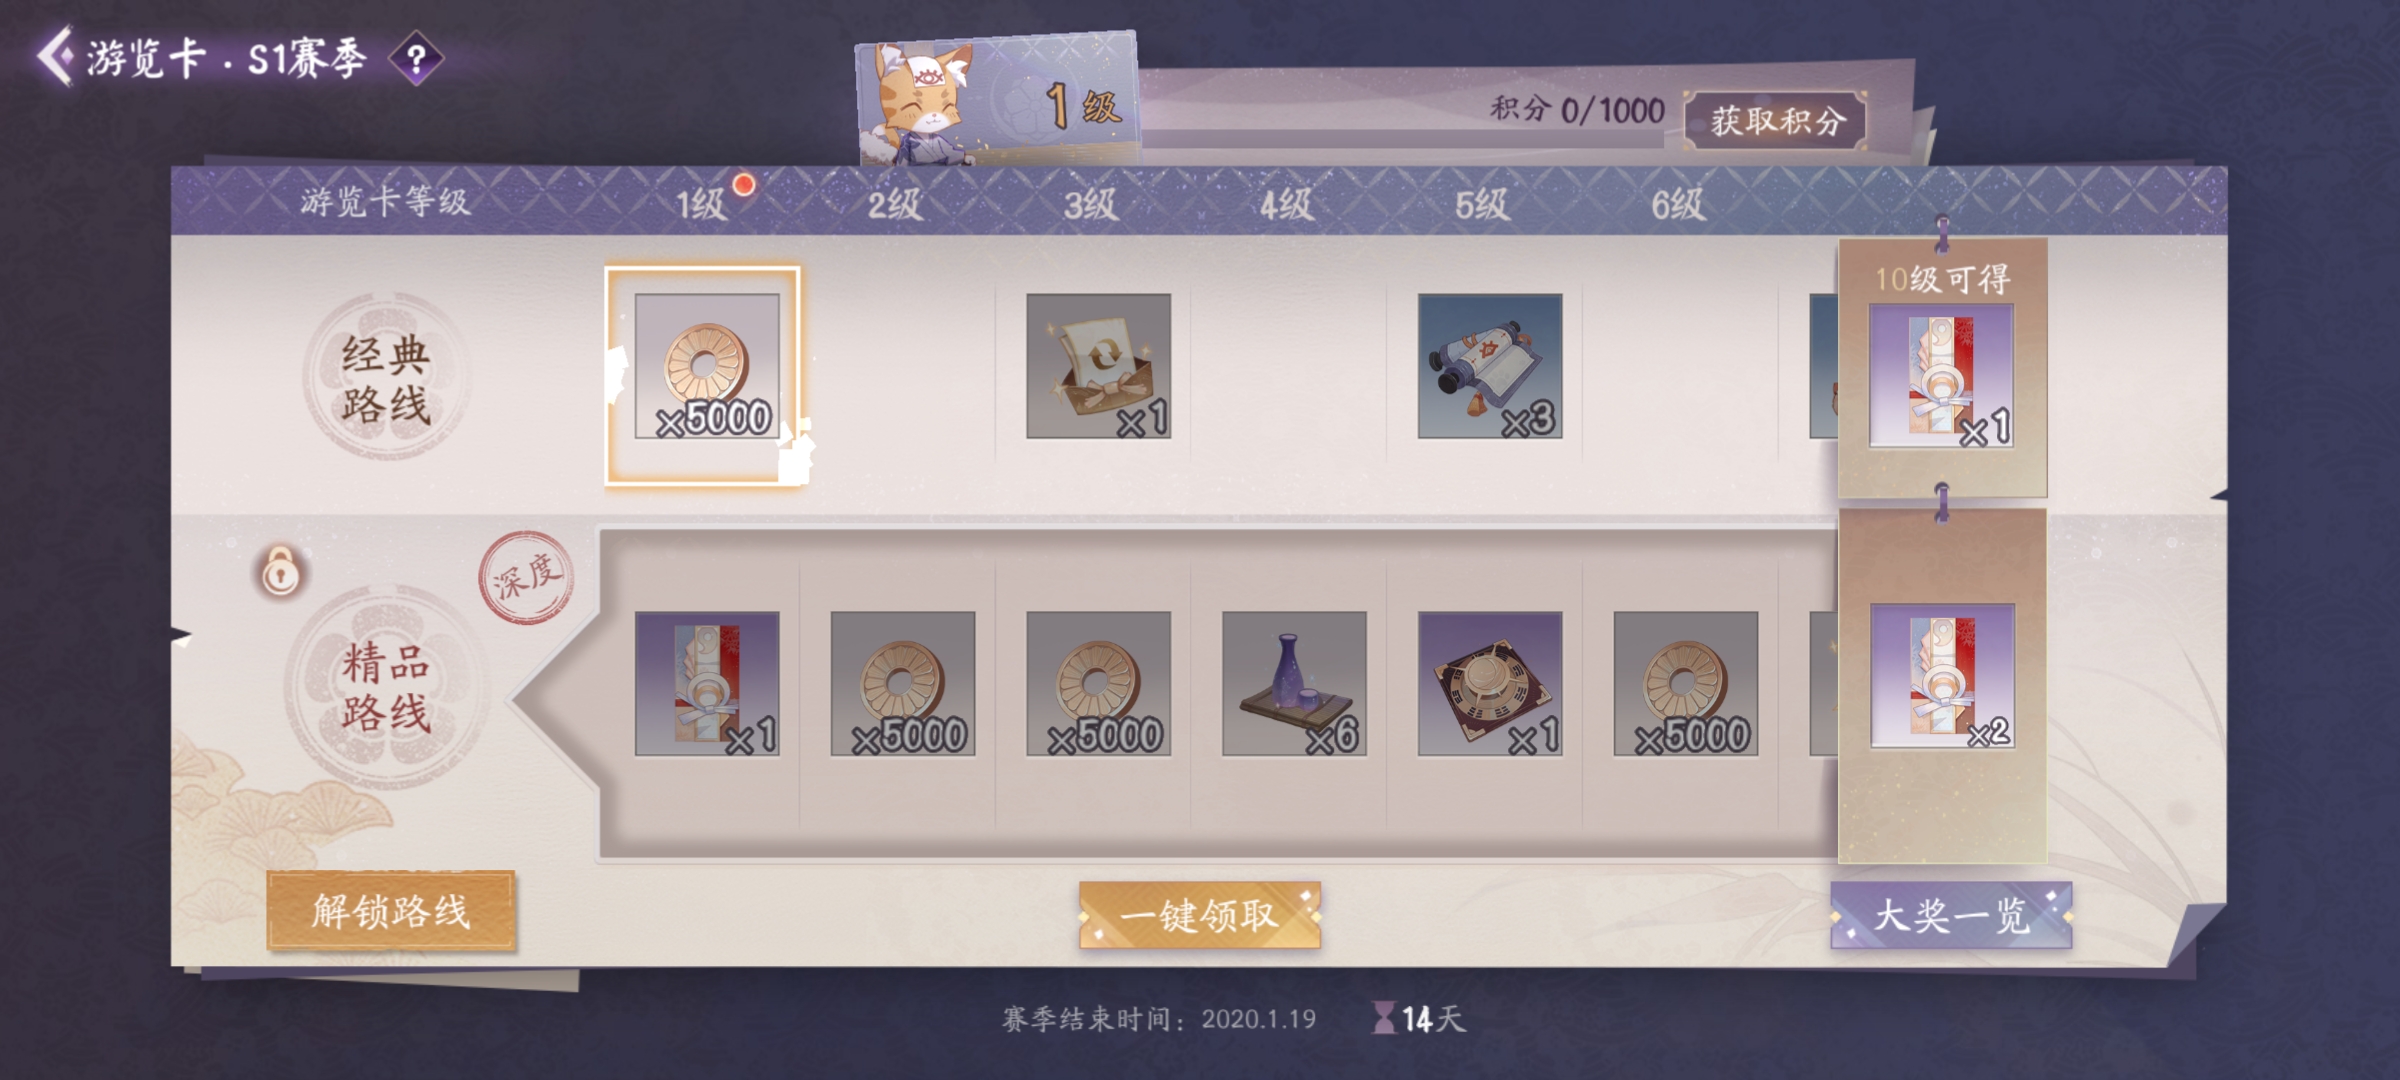 游览卡 · S1赛季 ?
1级
积分 0/1000
获取积分
游览卡等级 1级 2级 3级 4级 5级 6级
10级可得
经典
路线
×5000 ×1 ×3 ×1
深度
精品
路线
×1 ×5000 ×5000 ×6 ×1 ×5000 ×2
解锁路线 一键领取 大奖一览
赛季结束时间：2020.1.19 14天